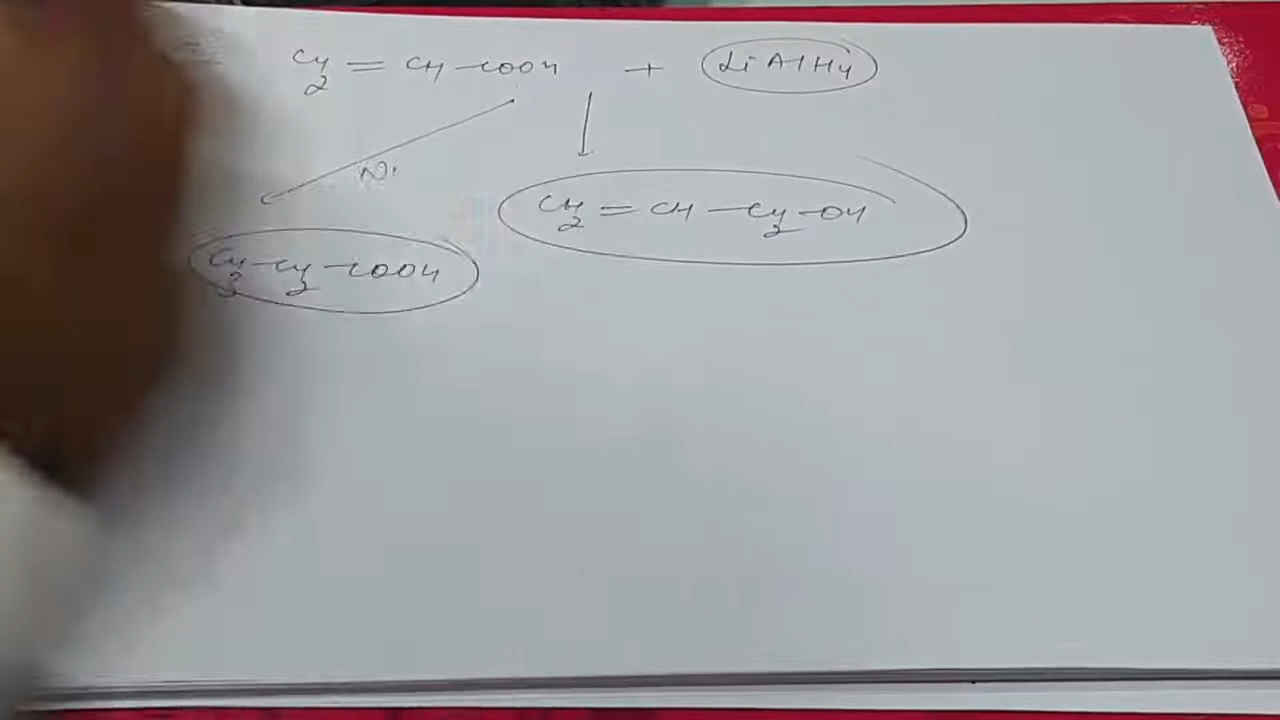 CH2 = CH - COOH + LiAlH4
Ni
CH2 = CH - CH2 - OH
CH3 - CH2 - COOH